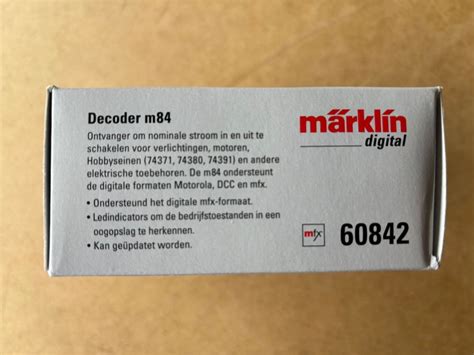 Decoder m84
Ontvanger om nominale stroom in en uit te
schakelen voor verlichtingen, motoren,
Hobbyseinen (74371, 74380, 74391) en andere
elektrische toebehoren. De m84 ondersteunt
de digitale formaten Motorola, DCC en mfx.
• Ondersteund het digitale mfx-formaat.
• Ledindicators om de bedrijfstoestanden in een
oogopslag te herkennen.
• Kan geüpdatet worden.
märklin
digital
mfx 60842